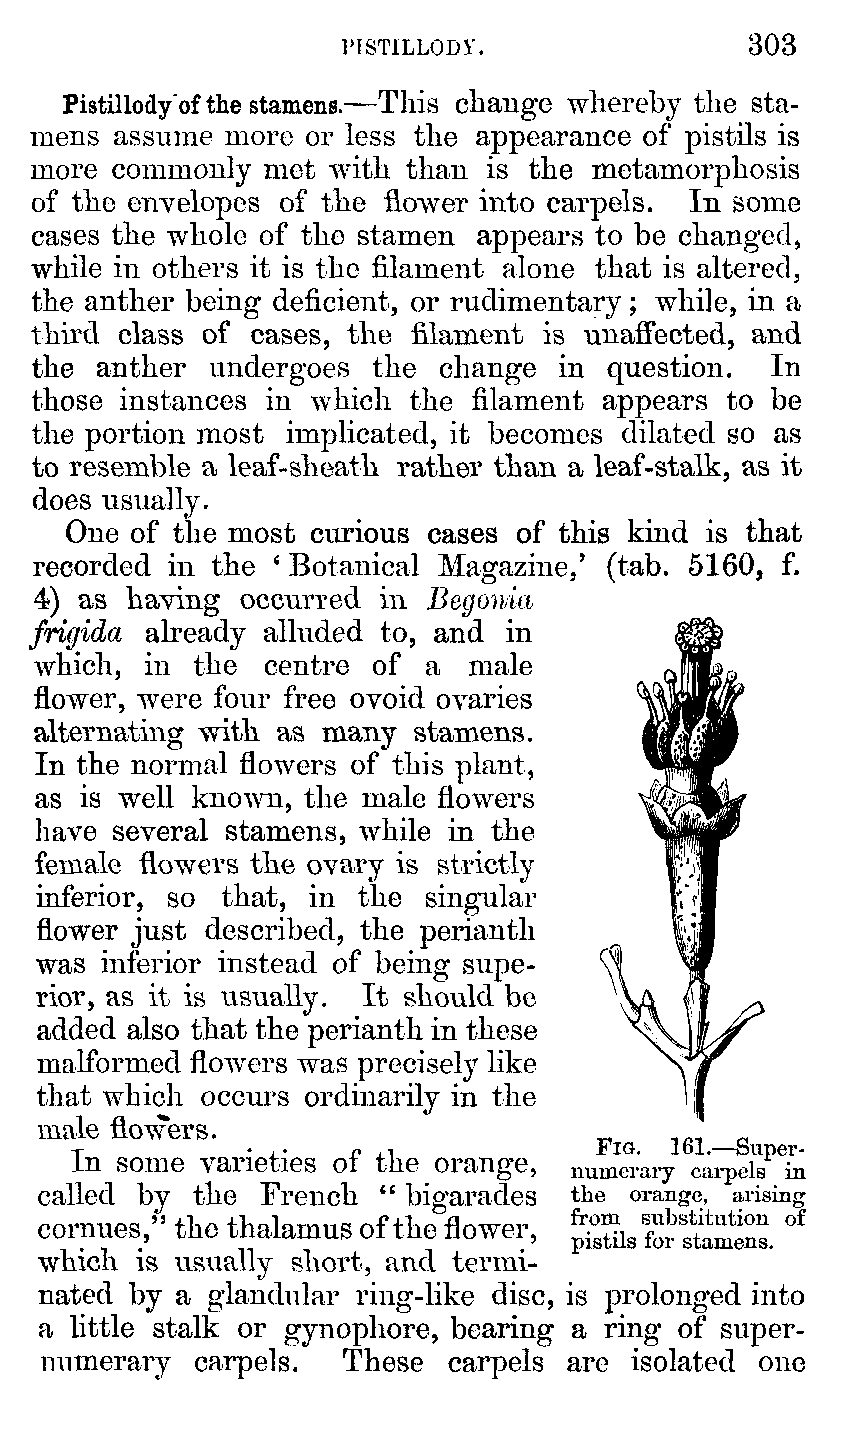 PISTILLODY. 303
Pistillody of the stamens.—This change whereby the sta-
mens assume more or less the appearance of pistils is
more commonly met with than is the metamorphosis
of the envelopes of the flower into carpels. In some
cases the whole of the stamen appears to be changed,
while in others it is the filament alone that is altered,
the anther being deficient, or rudimentary; while, in a
third class of cases, the filament is unaffected, and
the anther undergoes the change in question. In
those instances in which the filament appears to be
the portion most implicated, it becomes dilated so as
to resemble a leaf-sheath rather than a leaf-stalk, as it
does usually.
One of the most curious cases of this kind is that
recorded in the ‘Botanical Magazine,’ (tab. 5160, f.
4) as having occurred in Begonia
frigida already alluded to, and in
which, in the centre of a male
flower, were four free ovoid ovaries
alternating with as many stamens.
In the normal flowers of this plant,
as is well known, the male flowers
have several stamens, while in the
female flowers the ovary is strictly
inferior, so that, in the singular
flower just described, the perianth
was inferior instead of being supe-
rior, as it is usually. It should be
added also that the perianth in these
malformed flowers was precisely like
that which occurs ordinarily in the
male flowers.
In some varieties of the orange,
called by the French “bigarades
cornues,” the thalamus of the flower,
which is usually short, and termi-
nated by a glandular ring-like disc, is prolonged into
a little stalk or gynophore, bearing a ring of super-
numerary carpels. These carpels are isolated one
FIG. 161.—Super-
numerary carpels in
the orange, arising
from substitution of
pistils for stamens.